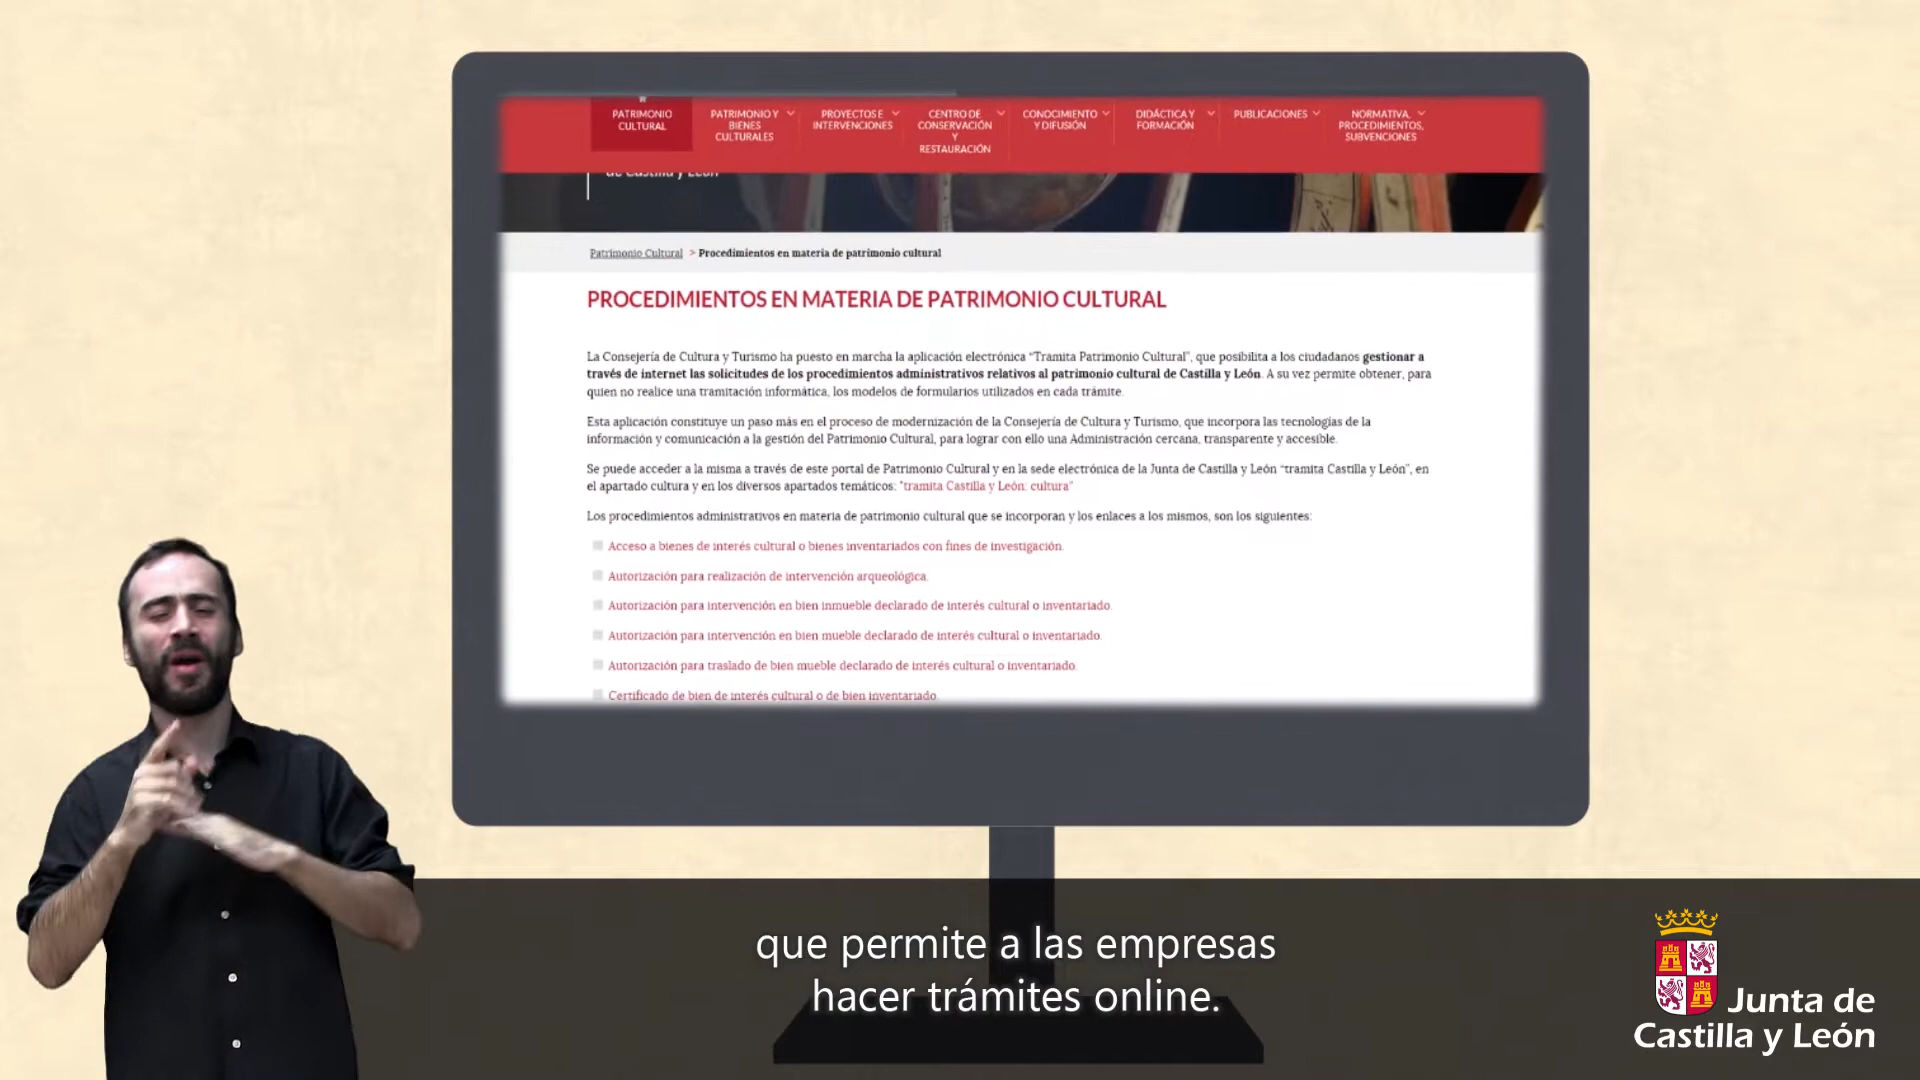 PATRIMONIO
CULTURAL
PATRIMONIO Y
BIENES
CULTURALES
PROYECTOS E
INTERVENCIONES
CENTRO DE
CONSERVACIÓN
Y
RESTAURACIÓN
CONOCIMIENTO
Y DIFUSIÓN
DIDÁCTICA Y
FORMACIÓN
PUBLICACIONES
NORMATIVA,
PROCEDIMIENTOS,
SUBVENCIONES
de Castilla y León
Patrimonio Cultural > Procedimientos en materia de patrimonio cultural
PROCEDIMIENTOS EN MATERIA DE PATRIMONIO CULTURAL
La Consejería de Cultura y Turismo ha puesto en marcha la aplicación electrónica “Tramita Patrimonio Cultural”, que posibilita a los ciudadanos gestionar a
través de internet las solicitudes de los procedimientos administrativos relativos al patrimonio cultural de Castilla y León. A su vez permite obtener, para
quien no realice una tramitación informática, los modelos de formularios utilizados en cada trámite.
Esta aplicación constituye un paso más en el proceso de modernización de la Consejería de Cultura y Turismo, que incorpora las tecnologías de la
información y comunicación a la gestión del Patrimonio Cultural, para lograr con ello una Administración cercana, transparente y accesible.
Se puede acceder a la misma a través de este portal de Patrimonio Cultural y en la sede electrónica de la Junta de Castilla y León “tramita Castilla y León”, en
el apartado cultura y en los diversos apartados temáticos: "tramita Castilla y León: cultura"
Los procedimientos administrativos en materia de patrimonio cultural que se incorporan y los enlaces a los mismos, son los siguientes:
Acceso a bienes de interés cultural o bienes inventariados con fines de investigación.
Autorización para realización de intervención arqueológica.
Autorización para intervención en bien inmueble declarado de interés cultural o inventariado.
Autorización para intervención en bien mueble declarado de interés cultural o inventariado.
Autorización para traslado de bien mueble declarado de interés cultural o inventariado.
Certificado de bien de interés cultural o de bien inventariado.
que permite a las empresas
hacer trámites online.
Junta de
Castilla y León